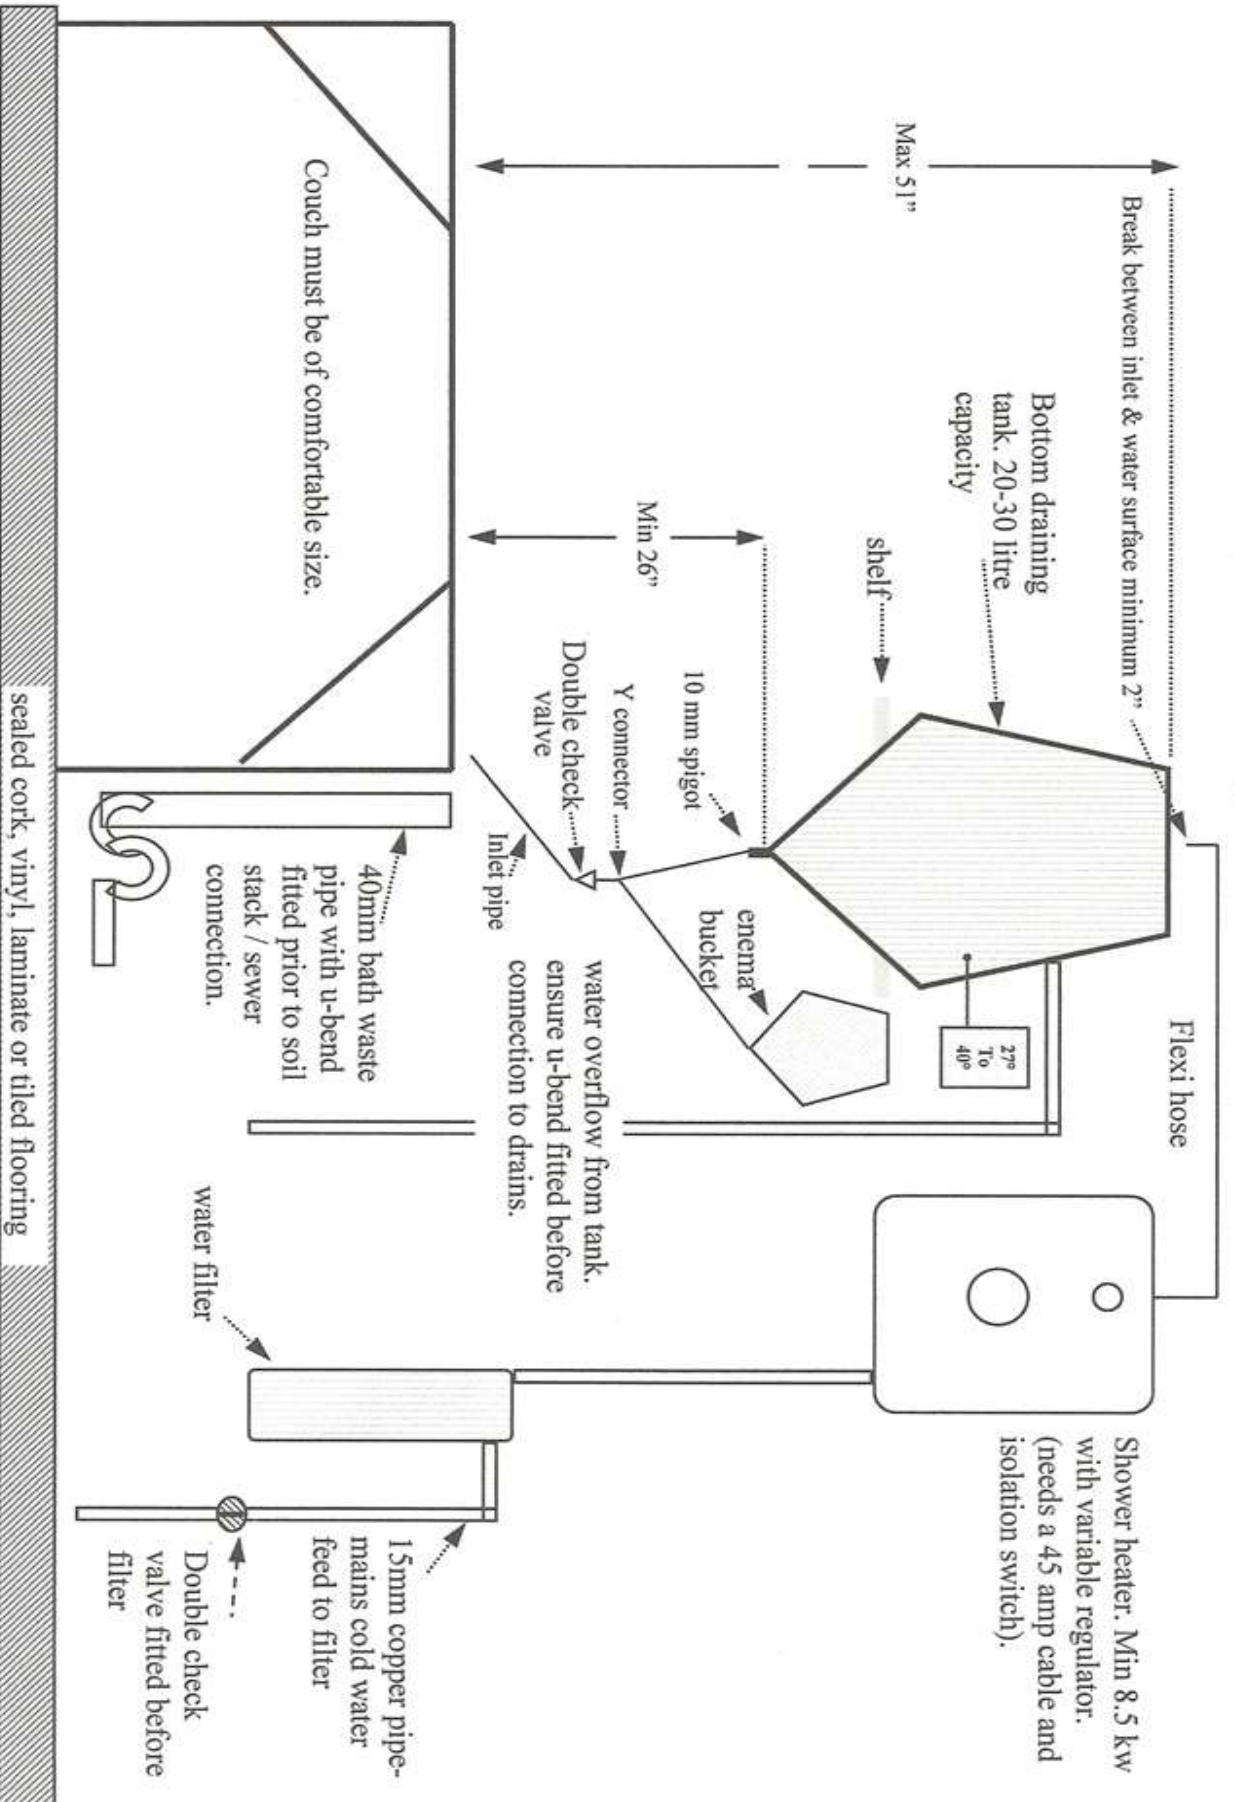 Flexi hose
Break between inlet & water surface minimum 2”
Max 51”
Bottom draining
tank. 20-30 litre
capacity
27º
To
40º
shelf
10 mm spigot
Min 26”
Y connector
Double check
valve
Inlet pipe
enema
bucket
water overflow from tank.
ensure u-bend fitted before
connection to drains.
Shower heater. Min 8.5 kw
with variable regulator.
(needs a 45 amp cable and
isolation switch).
Couch must be of comfortable size.
40mm bath waste
pipe with u-bend
fitted prior to soil
stack / sewer
connection.
15mm copper pipe-
mains cold water
feed to filter
water filter
Double check
valve fitted before
filter
sealed cork, vinyl, laminate or tiled flooring